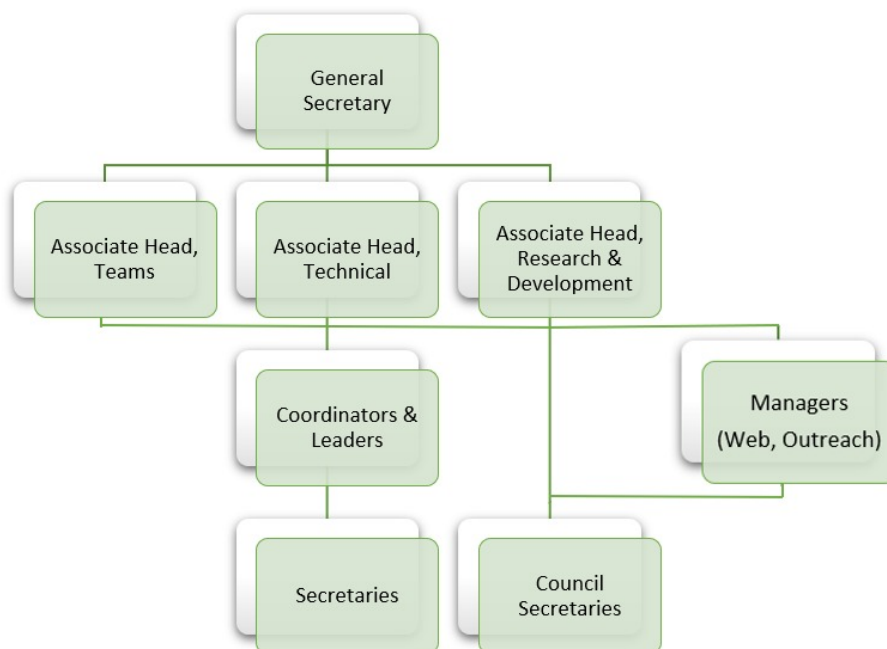 General
Secretary
Associate Head,
Teams
Associate Head,
Technical
Associate Head,
Research &
Development
Coordinators &
Leaders
Managers
(Web, Outreach)
Secretaries
Council
Secretaries